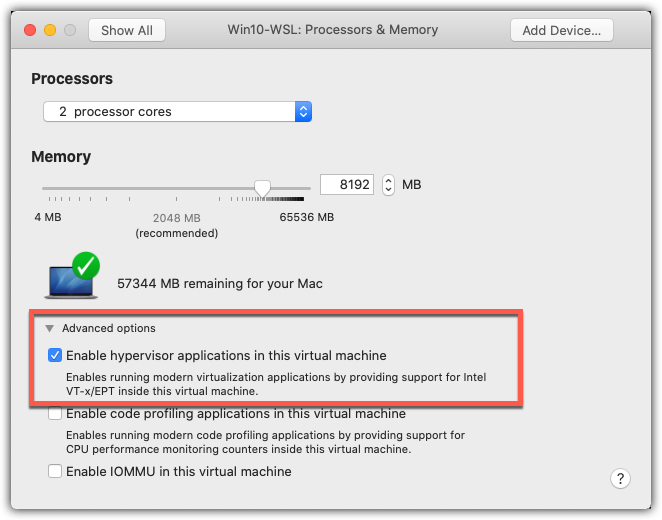 Show All
Win10-WSL: Processors & Memory
Add Device...
Processors
2 processor cores
Memory
8192 MB
4 MB
2048 MB
65536 MB
(recommended)
57344 MB remaining for your Mac
Advanced options
Enable hypervisor applications in this virtual machine
Enables running modern virtualization applications by providing support for Intel
VT-x/EPT inside this virtual machine.
Enable code profiling applications in this virtual machine
Enables running modern code profiling applications by providing support for
CPU performance monitoring counters inside this virtual machine.
Enable IOMMU in this virtual machine
?